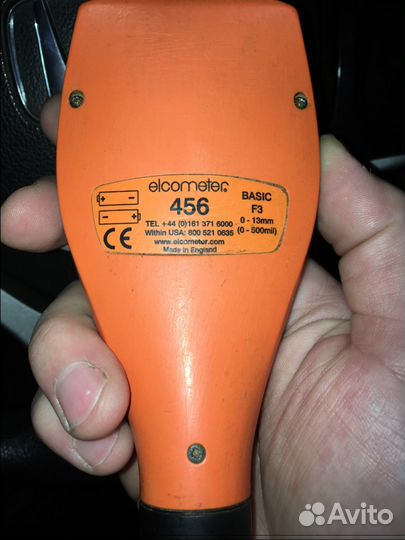 elcometer
456
BASIC
F3
0 - 13mm
(0 - 500mil)
TEL +44 (0)161 371 6000
Within USA: 800 521 0635
www.elcometer.com
Made in England
CE
Avito